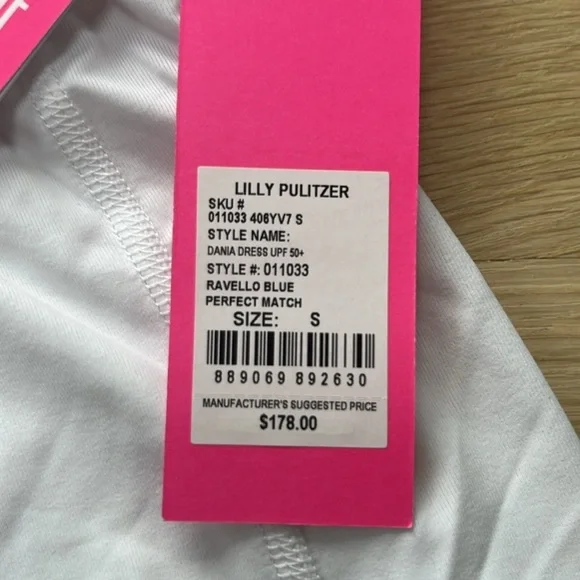 LILLY PULITZER
SKU #
011033 406YV7 S
STYLE NAME:
DANIA DRESS UPF 50+
STYLE #: 011033
RAVELLO BLUE
PERFECT MATCH
SIZE: S
889069 892630
MANUFACTURER'S SUGGESTED PRICE
$178.00